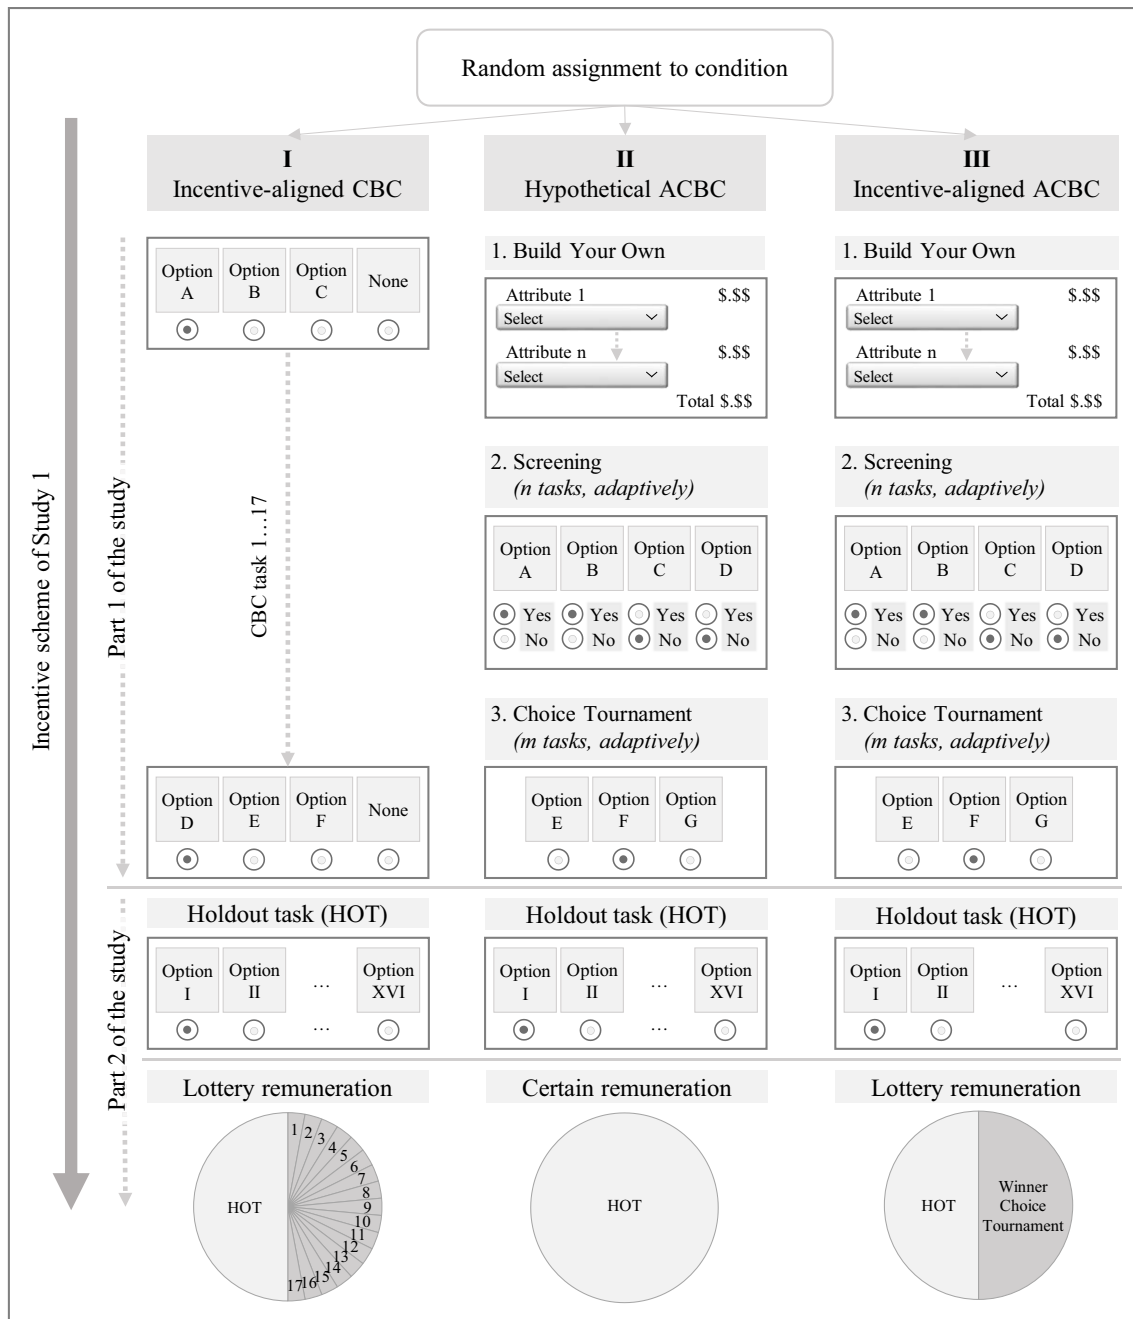 Random assignment to condition
Incentive scheme of Study 1
Part 1 of the study
Part 2 of the study
I
Incentive-aligned CBC
Option A
Option B
Option C
None
CBC task 1…17
Option D
Option E
Option F
None
Holdout task (HOT)
Option I
Option II
…
Option XVI
…
Lottery remuneration
HOT
1
2
3
4
5
6
7
8
9
10
11
12
13
14
15
16
17
II
Hypothetical ACBC
1. Build Your Own
Attribute 1 $.$$
Select
Attribute n $.$$
Select
Total $.$$
2. Screening
(n tasks, adaptively)
Option A
Option B
Option C
Option D
Yes Yes Yes Yes
No No No No
3. Choice Tournament
(m tasks, adaptively)
Option E
Option F
Option G
Holdout task (HOT)
Option I
Option II
…
Option XVI
…
Certain remuneration
HOT
III
Incentive-aligned ACBC
1. Build Your Own
Attribute 1 $.$$
Select
Attribute n $.$$
Select
Total $.$$
2. Screening
(n tasks, adaptively)
Option A
Option B
Option C
Option D
Yes Yes Yes Yes
No No No No
3. Choice Tournament
(m tasks, adaptively)
Option E
Option F
Option G
Holdout task (HOT)
Option I
Option II
…
Option XVI
Lottery remuneration
HOT
Winner
Choice
Tournament